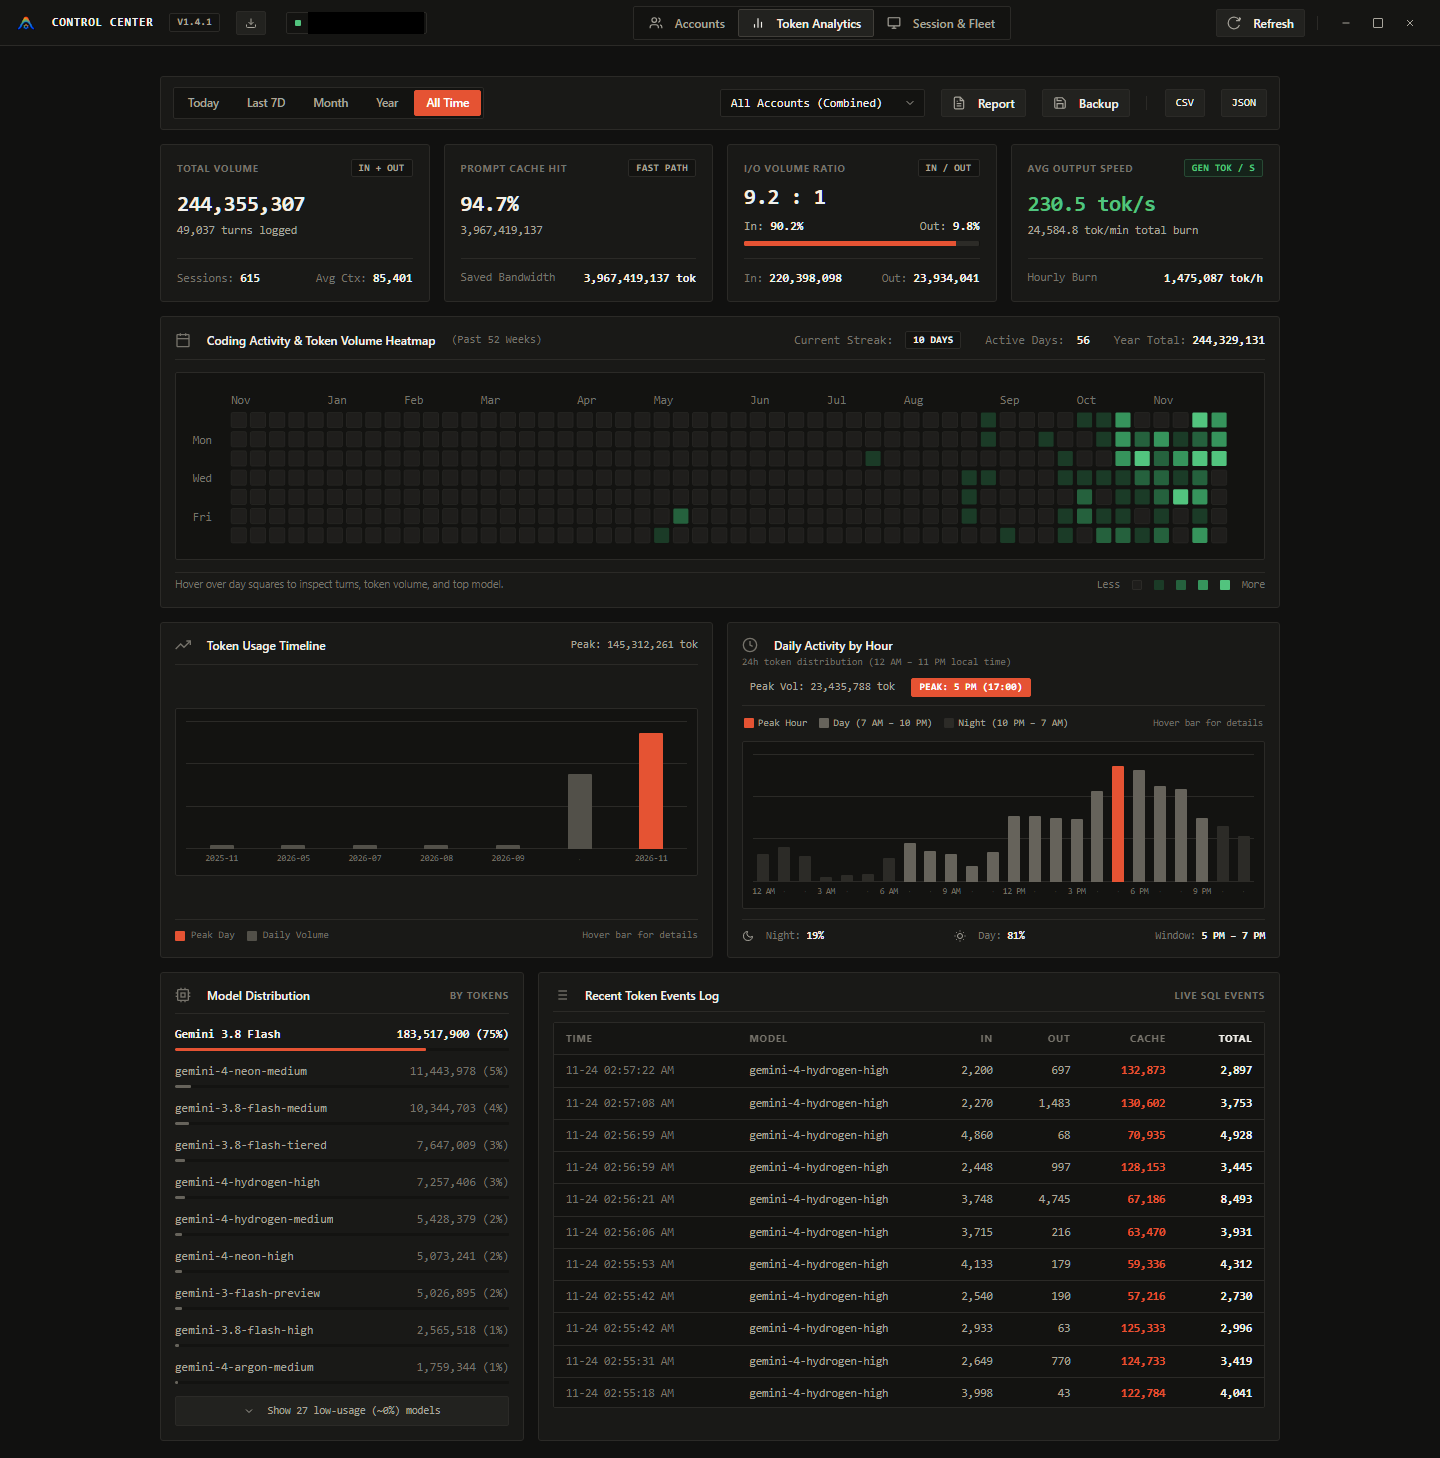 CONTROL CENTER V1.4.1 Accounts Token Analytics Session & Fleet Refresh
Today Last 7D Month Year All Time All Accounts (Combined) Report Backup CSV JSON
TOTAL VOLUME IN + OUT
244,355,307
49,037 turns logged
Sessions: 615 Avg Ctx: 85,401
PROMPT CACHE HIT FAST PATH
94.7%
3,967,419,137
Saved Bandwidth 3,967,419,137 tok
I/O VOLUME RATIO IN / OUT
9.2 : 1
In: 90.2% Out: 9.8%
In: 220,398,098 Out: 23,934,041
AVG OUTPUT SPEED GEN TOK / S
230.5 tok/s
24,584.8 tok/min total burn
Hourly Burn 1,475,087 tok/h
Coding Activity & Token Volume Heatmap (Past 52 Weeks) Current Streak: 10 DAYS Active Days: 56 Year Total: 244,329,131
Nov Jan Feb Mar Apr May Jun Jul Aug Sep Oct Nov
Mon
Wed
Fri
Hover over day squares to inspect turns, token volume, and top model. Less More
Token Usage Timeline Peak: 145,312,261 tok
2025-11 2026-05 2026-07 2026-08 2026-09 2026-11
Peak Day Daily Volume Hover bar for details
Daily Activity by Hour
24h token distribution (12 AM – 11 PM local time)
Peak Vol: 23,435,788 tok PEAK: 5 PM (17:00)
Peak Hour Day (7 AM – 10 PM) Night (10 PM – 7 AM) Hover bar for details
12 AM 3 AM 6 AM 9 AM 12 PM 3 PM 6 PM 9 PM
Night: 19% Day: 81% Window: 5 PM – 7 PM
Model Distribution BY TOKENS
Gemini 3.8 Flash 183,517,900 (75%)
gemini-4-neon-medium 11,443,978 (5%)
gemini-3.8-flash-medium 10,344,703 (4%)
gemini-3.8-flash-tiered 7,647,009 (3%)
gemini-4-hydrogen-high 7,257,406 (3%)
gemini-4-hydrogen-medium 5,428,379 (2%)
gemini-4-neon-high 5,073,241 (2%)
gemini-3-flash-preview 5,026,895 (2%)
gemini-3.8-flash-high 2,565,518 (1%)
gemini-4-argon-medium 1,759,344 (1%)
Show 27 low-usage (~0%) models
Recent Token Events Log LIVE SQL EVENTS
TIME MODEL IN OUT CACHE TOTAL
11-24 02:57:22 AM gemini-4-hydrogen-high 2,200 697 132,873 2,897
11-24 02:57:08 AM gemini-4-hydrogen-high 2,270 1,483 130,602 3,753
11-24 02:56:59 AM gemini-4-hydrogen-high 4,860 68 70,935 4,928
11-24 02:56:59 AM gemini-4-hydrogen-high 2,448 997 128,153 3,445
11-24 02:56:21 AM gemini-4-hydrogen-high 3,748 4,745 67,186 8,493
11-24 02:56:06 AM gemini-4-hydrogen-high 3,715 216 63,470 3,931
11-24 02:55:53 AM gemini-4-hydrogen-high 4,133 179 59,336 4,312
11-24 02:55:42 AM gemini-4-hydrogen-high 2,540 190 57,216 2,730
11-24 02:55:42 AM gemini-4-hydrogen-high 2,933 63 125,333 2,996
11-24 02:55:31 AM gemini-4-hydrogen-high 2,649 770 124,733 3,419
11-24 02:55:18 AM gemini-4-hydrogen-high 3,998 43 122,784 4,041